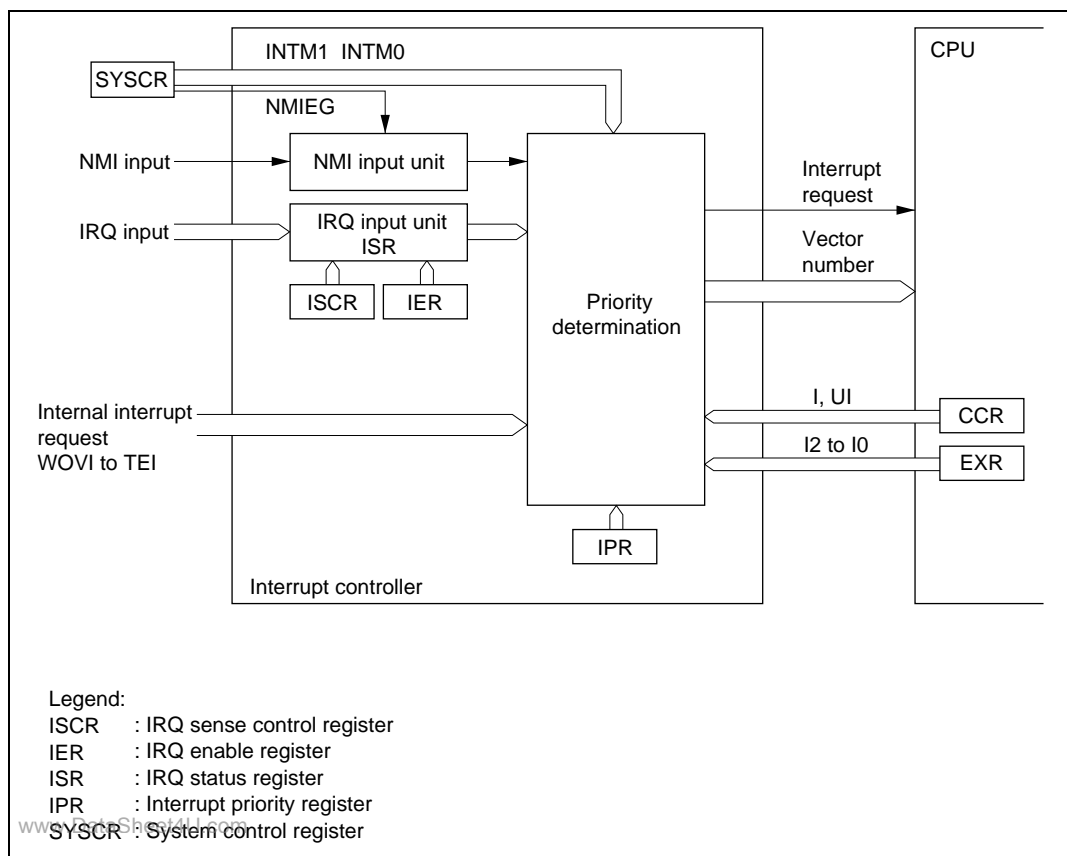 INTM1 INTM0
CPU
SYSCR
NMIEG
NMI input
NMI input unit
Interrupt
request
IRQ input
IRQ input unit
ISR
Vector
number
ISCR
IER
Priority
determination
I, UI
CCR
Internal interrupt
request
WOVI to TEI
I2 to I0
EXR
IPR
Interrupt controller
Legend:
ISCR : IRQ sense control register
IER : IRQ enable register
ISR : IRQ status register
IPR : Interrupt priority register
SYSCR : System control register
www.DataSheet4U.com